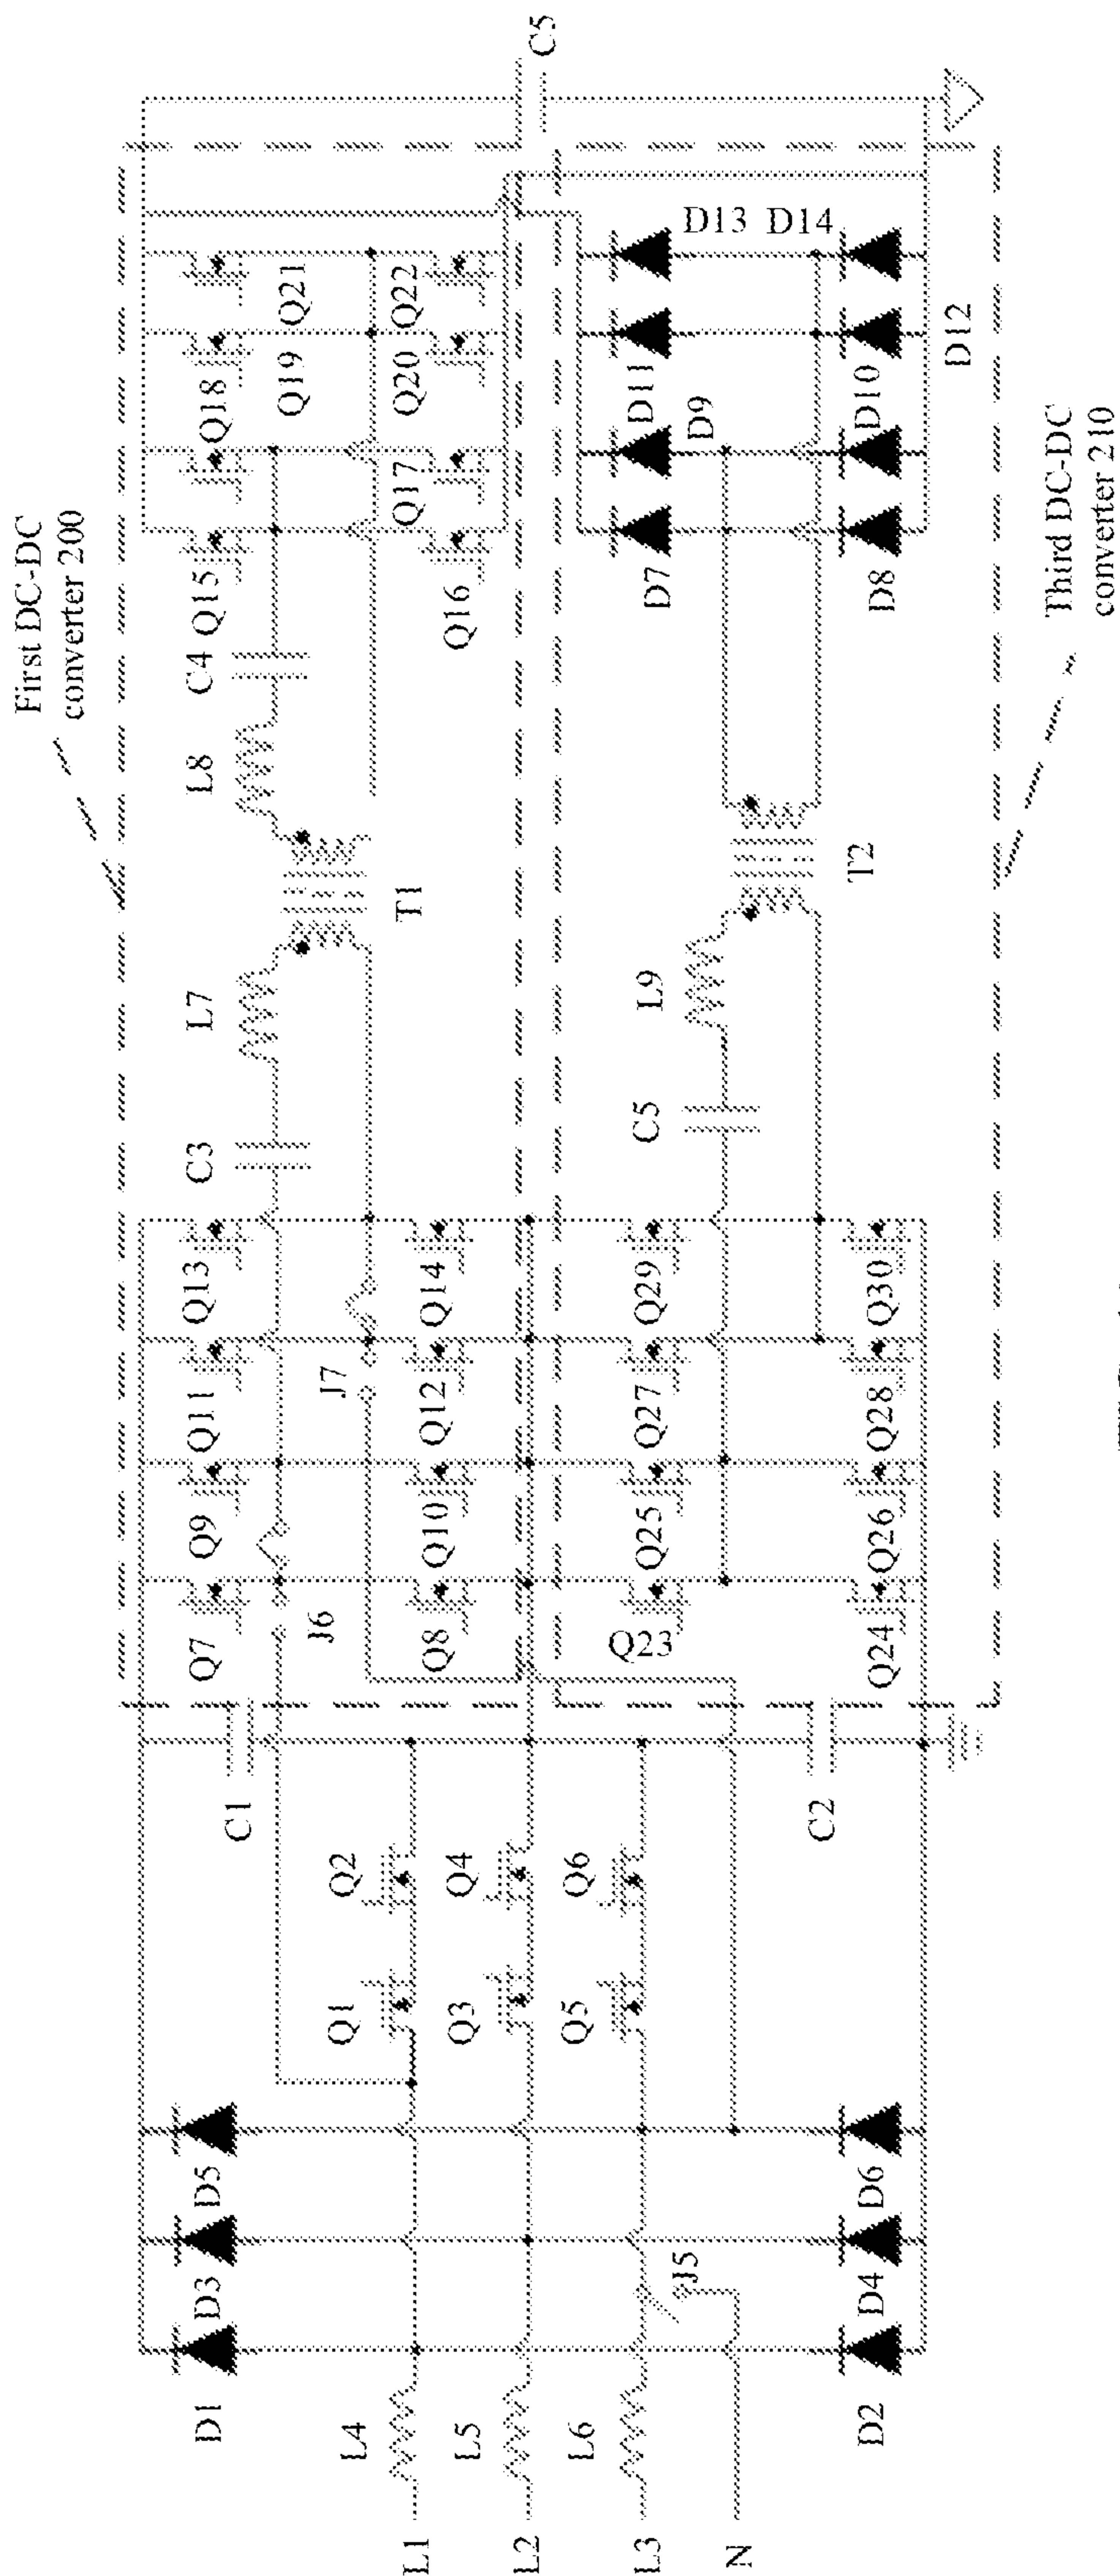 First DC-DC
converter 200
Q15
Q18
Q21
Q19
Q17
Q20
Q22
Q16
C4
L8
T1
L7
C3
Q13
Q11
Q9
Q7
J7
J6
Q14
Q12
Q10
Q8
C5
D13 D14
D11
D9
D7
D10
D12
D8
Third DC-DC
converter 210
T2
L9
C5
Q29
Q27
Q25
Q23
Q30
Q28
Q26
Q24
C1
C2
Q2
Q4
Q6
Q1
Q3
Q5
D5
D3
D1
D6
D4
D2
J5
L4
L5
L6
L1
L2
L3
N